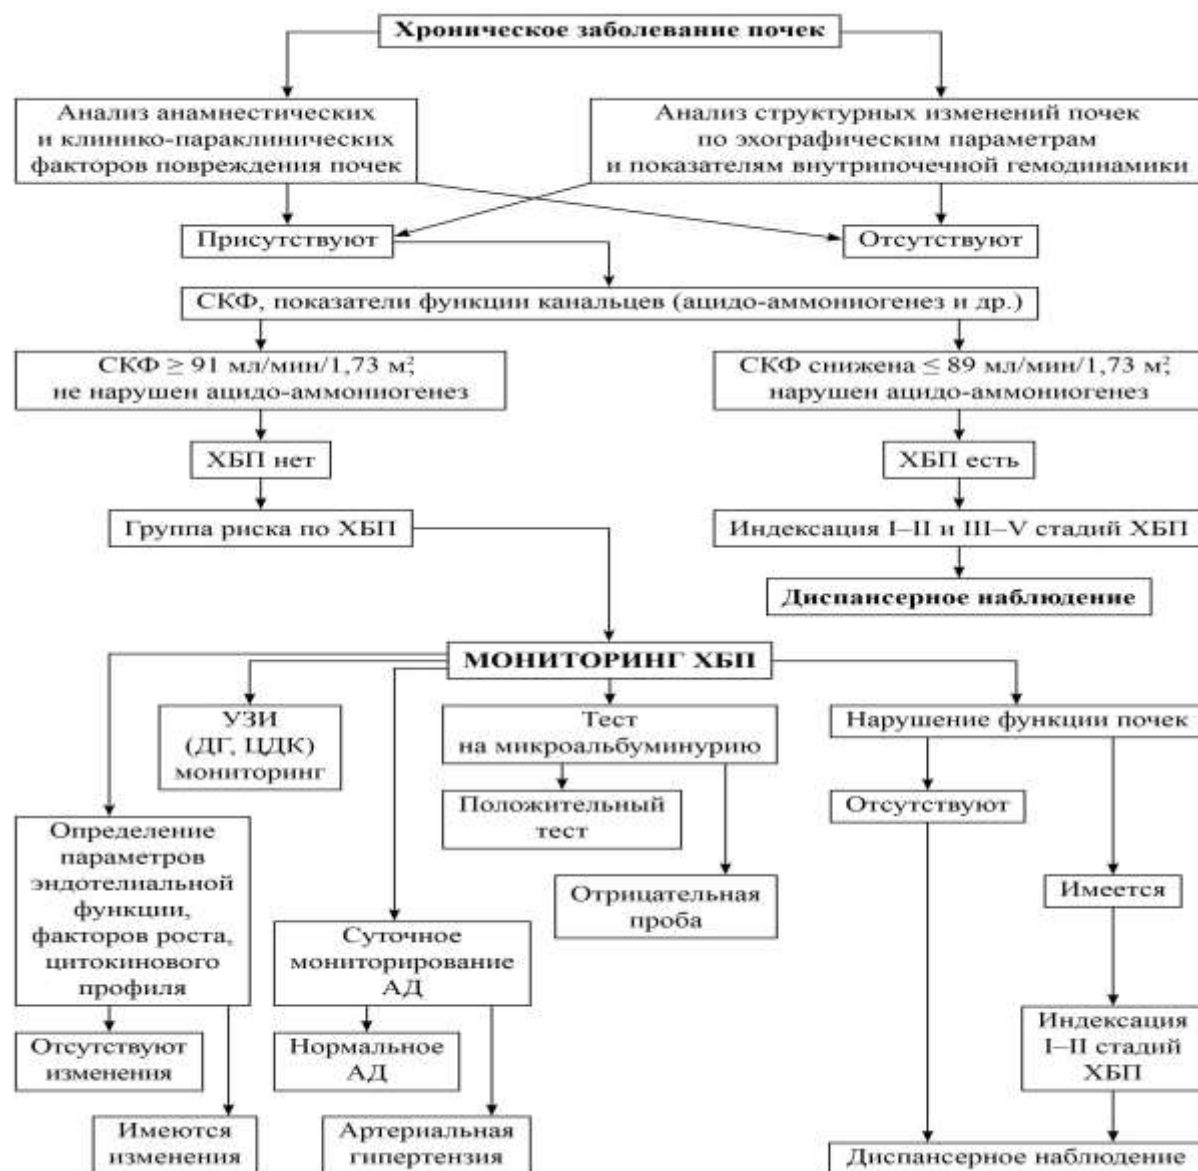 Хроническое заболевание почек
Анализ анамнестических
и клинико-параклинических
факторов повреждения почек
Анализ структурных изменений почек
по эхографическим параметрам
и показателям внутрипочечной гемодинамики
Присутствуют
Отсутствуют
СКФ, показатели функции канальцев (ацидо-аммониогенез и др.)
СКФ ≥ 91 мл/мин/1,73 м²;
не нарушен ацидо-аммониогенез
СКФ снижена ≤ 89 мл/мин/1,73 м²;
нарушен ацидо-аммониогенез
ХБП нет
ХБП есть
Группа риска по ХБП
Индексация I–II и III–V стадий ХБП
Диспансерное наблюдение
МОНИТОРИНГ ХБП
УЗИ
(ДГ, ЦДК)
мониторинг
Тест
на микроальбуминурию
Нарушение функции почек
Положительный
тест
Отсутствуют
Определение
параметров
эндотелиальной
функции,
факторов роста,
цитокинового
профиля
Отрицательная
проба
Имеется
Суточное
мониторирование
АД
Отсутствуют
изменения
Нормальное
АД
Индексация
I–II стадий
ХБП
Имеются
изменения
Артериальная
гипертензия
Диспансерное наблюдение